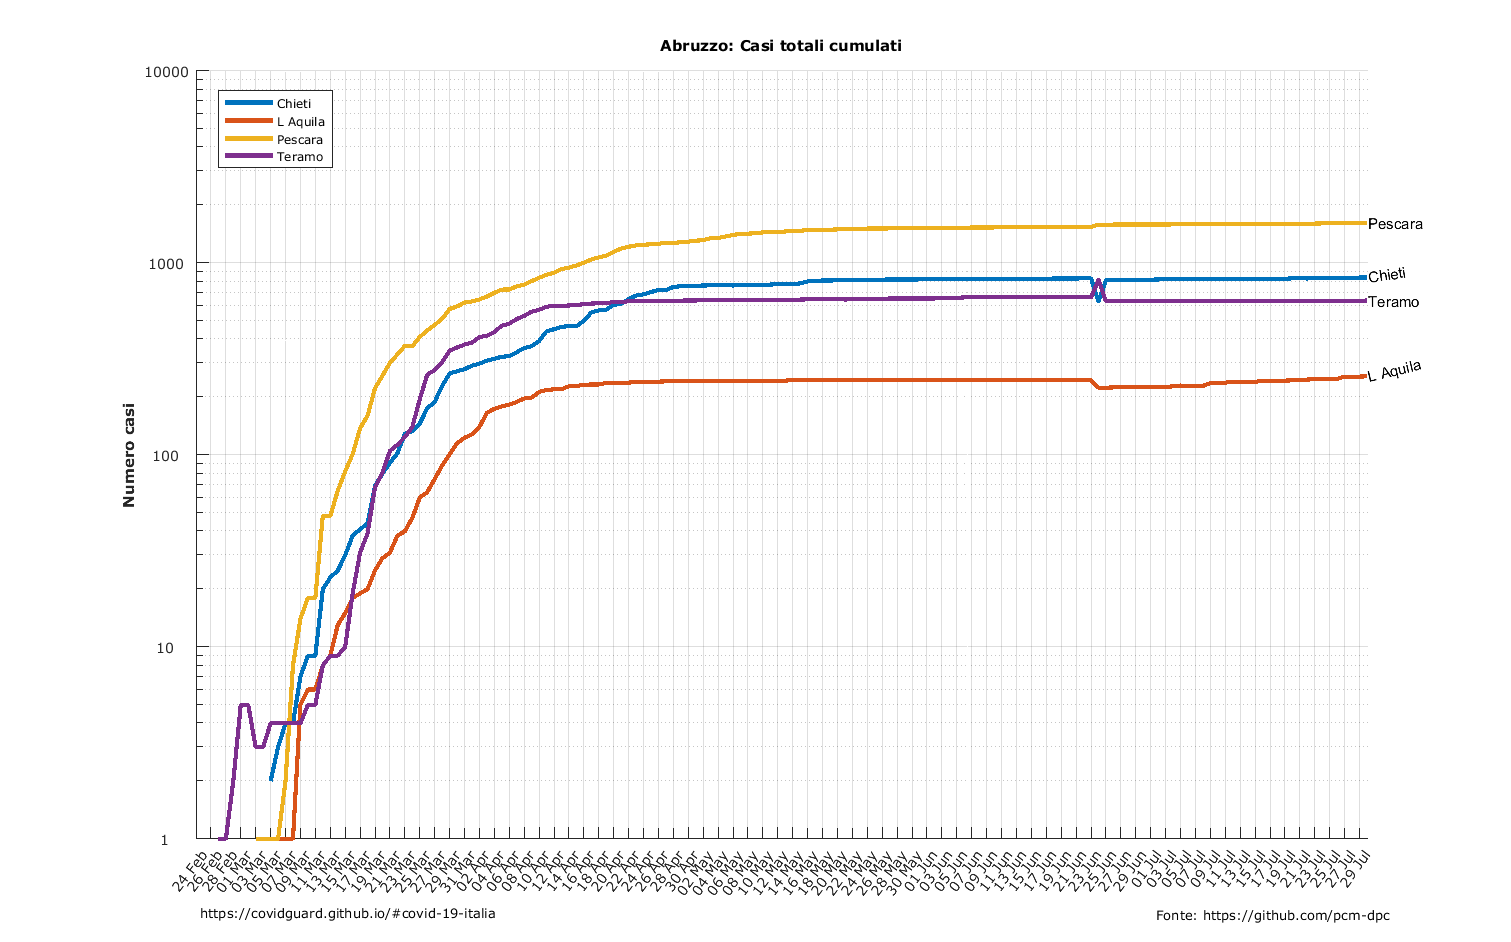 Abruzzo: Casi totali cumulati
10000
1000
100
10
1
Numero casi
Chieti
L Aquila
Pescara
Teramo
Pescara
Chieti
Teramo
L Aquila
24 Feb
26 Feb
28 Feb
01 Mar
03 Mar
05 Mar
07 Mar
09 Mar
11 Mar
13 Mar
15 Mar
17 Mar
19 Mar
21 Mar
23 Mar
25 Mar
27 Mar
29 Mar
31 Mar
02 Apr
04 Apr
06 Apr
08 Apr
10 Apr
12 Apr
14 Apr
16 Apr
18 Apr
20 Apr
22 Apr
24 Apr
26 Apr
28 Apr
30 Apr
02 May
04 May
06 May
08 May
10 May
12 May
14 May
16 May
18 May
20 May
22 May
24 May
26 May
28 May
30 May
01 Jun
03 Jun
05 Jun
07 Jun
09 Jun
11 Jun
13 Jun
15 Jun
17 Jun
19 Jun
21 Jun
23 Jun
25 Jun
27 Jun
29 Jun
01 Jul
03 Jul
05 Jul
07 Jul
09 Jul
11 Jul
13 Jul
15 Jul
17 Jul
19 Jul
21 Jul
23 Jul
25 Jul
27 Jul
29 Jul
https://covidguard.github.io/#covid-19-italia
Fonte: https://github.com/pcm-dpc